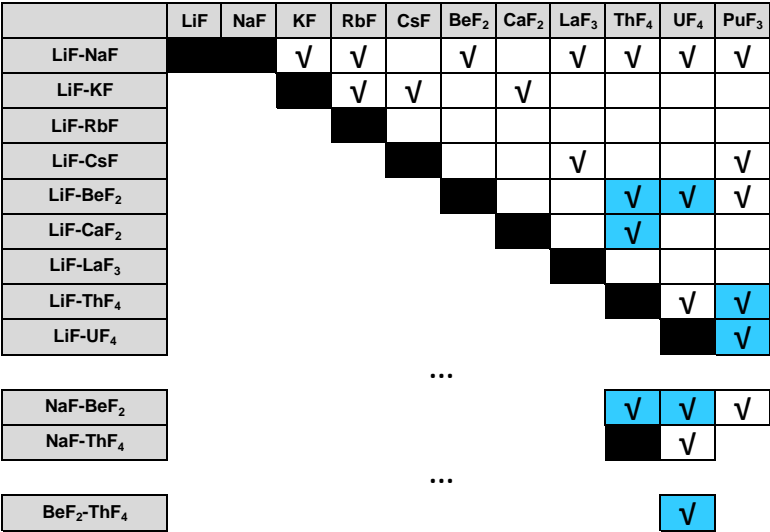 LiF NaF KF RbF CsF BeF₂ CaF₂ LaF₃ ThF₄ UF₄ PuF₃
LiF-NaF √ √ √ √ √ √ √
LiF-KF √ √ √
LiF-RbF
LiF-CsF √ √
LiF-BeF₂ √ √ √
LiF-CaF₂ √
LiF-LaF₃
LiF-ThF₄ √ √
LiF-UF₄ √
...
NaF-BeF₂ √ √ √
NaF-ThF₄ √
...
BeF₂-ThF₄ √